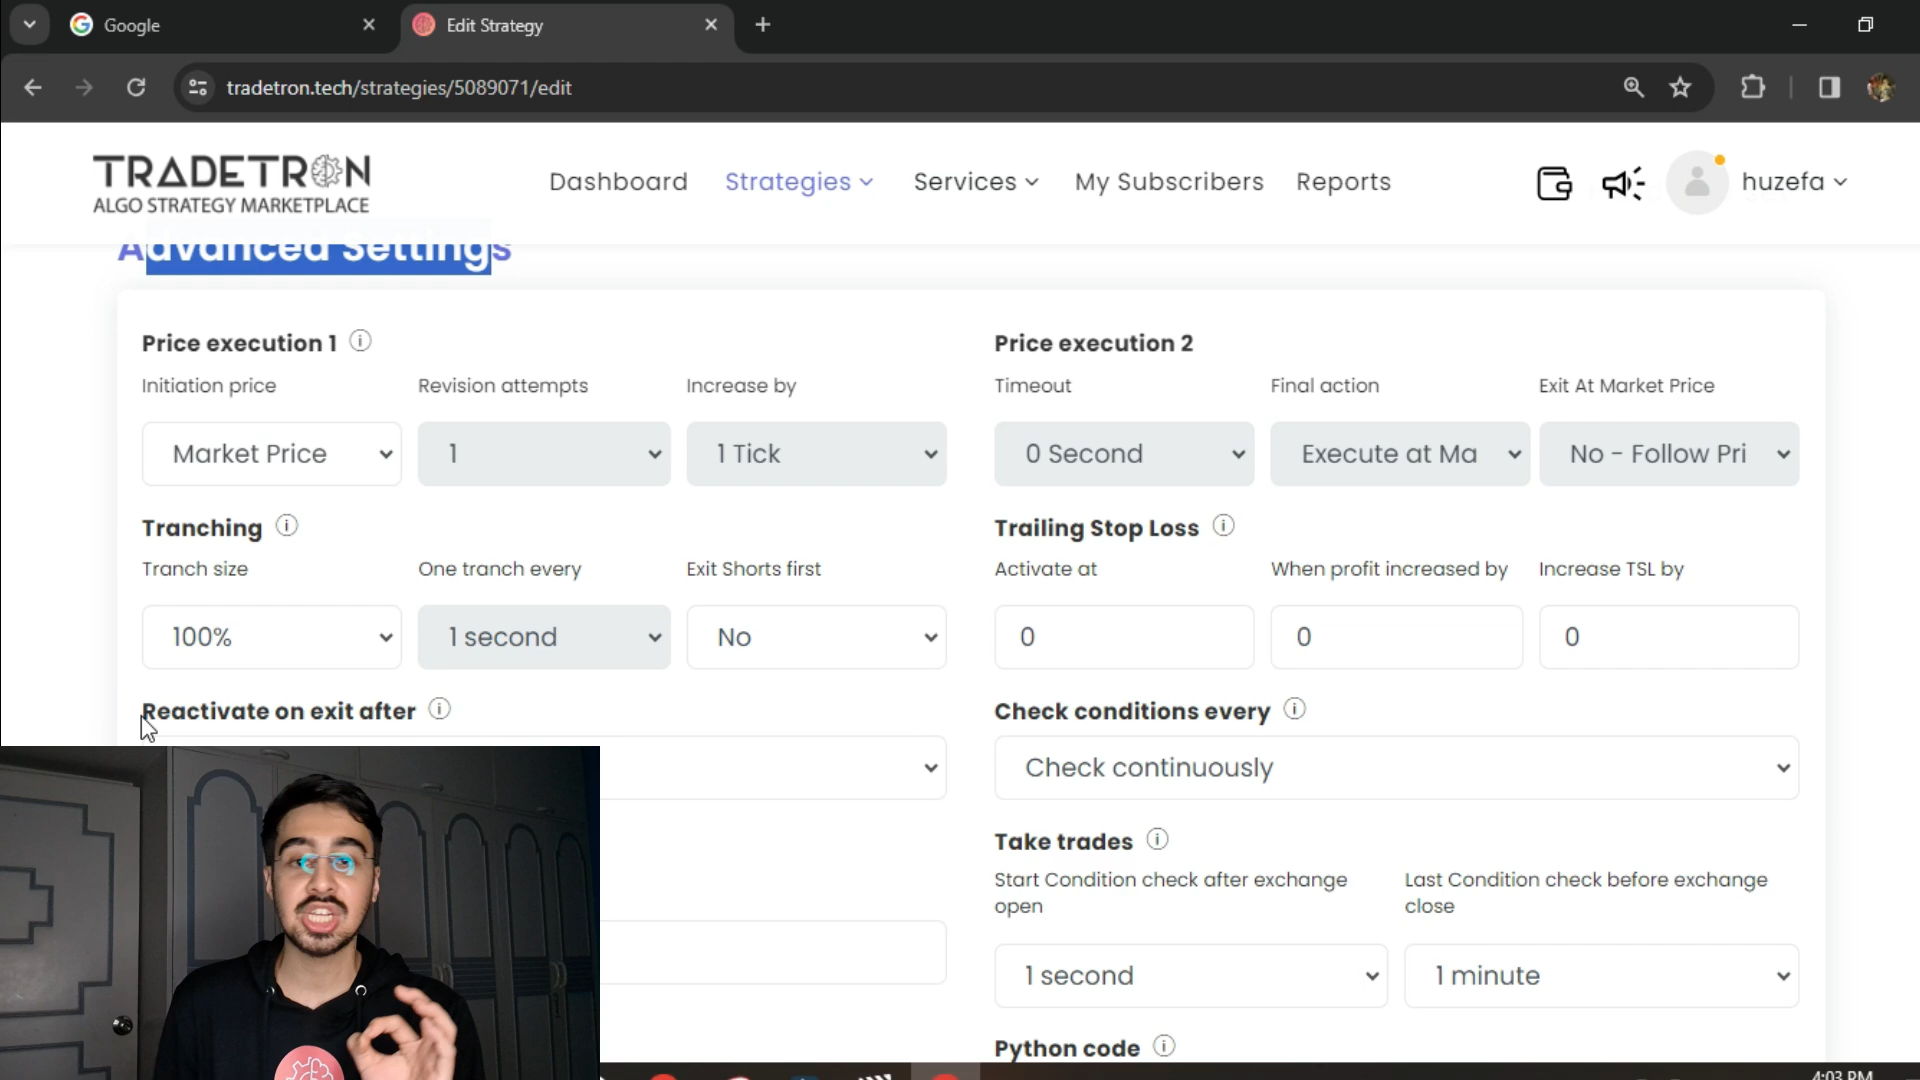 Google
Edit Strategy
tradetron.tech/strategies/5089071/edit
TRADETRON
ALGO STRATEGY MARKETPLACE
Dashboard
Strategies
Services
My Subscribers
Reports
huzefa
Advanced Settings
Price execution 1
Price execution 2
Initiation price
Revision attempts
Increase by
Timeout
Final action
Exit At Market Price
Market Price
1
1 Tick
0 Second
Execute at Ma
No - Follow Pri
Tranching
Trailing Stop Loss
Tranch size
One tranch every
Exit Shorts first
Activate at
When profit increased by
Increase TSL by
100%
1 second
No
0
0
0
Reactivate on exit after
Check conditions every
Check continuously
Take trades
Start Condition check after exchange
open
Last Condition check before exchange
close
1 second
1 minute
Python code
4:03 PM